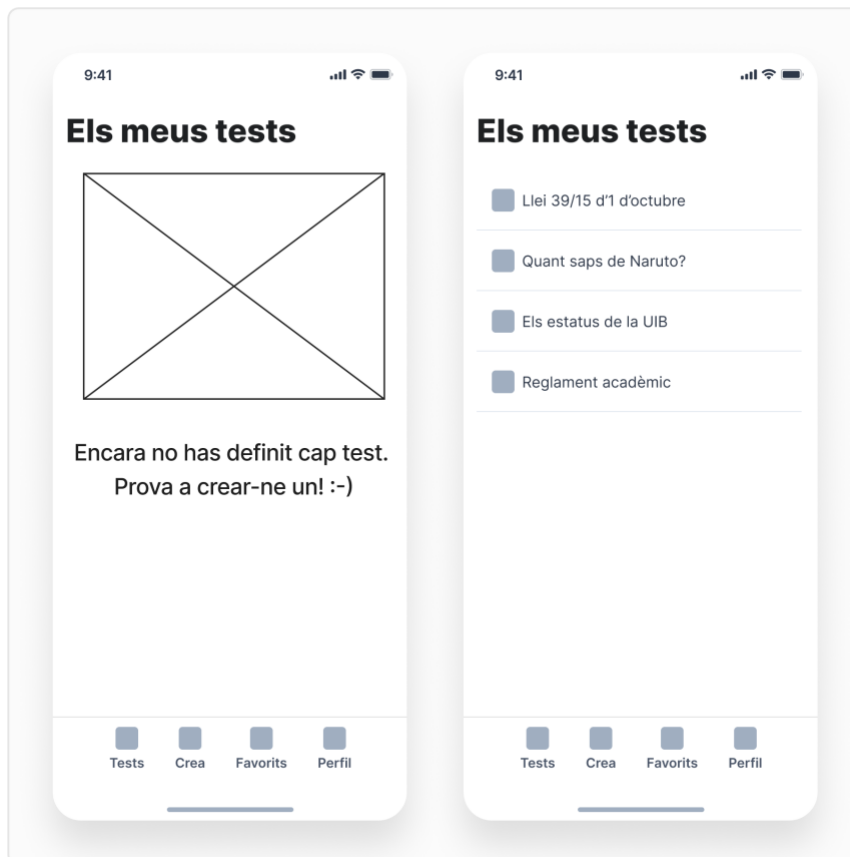 9:41
Els meus tests
Encara no has definit cap test.
Prova a crear-ne un! :-)
Tests
Crea
Favorits
Perfil
9:41
Els meus tests
Llei 39/15 d’1 d’octubre
Quant saps de Naruto?
Els estatus de la UIB
Reglament acadèmic
Tests
Crea
Favorits
Perfil